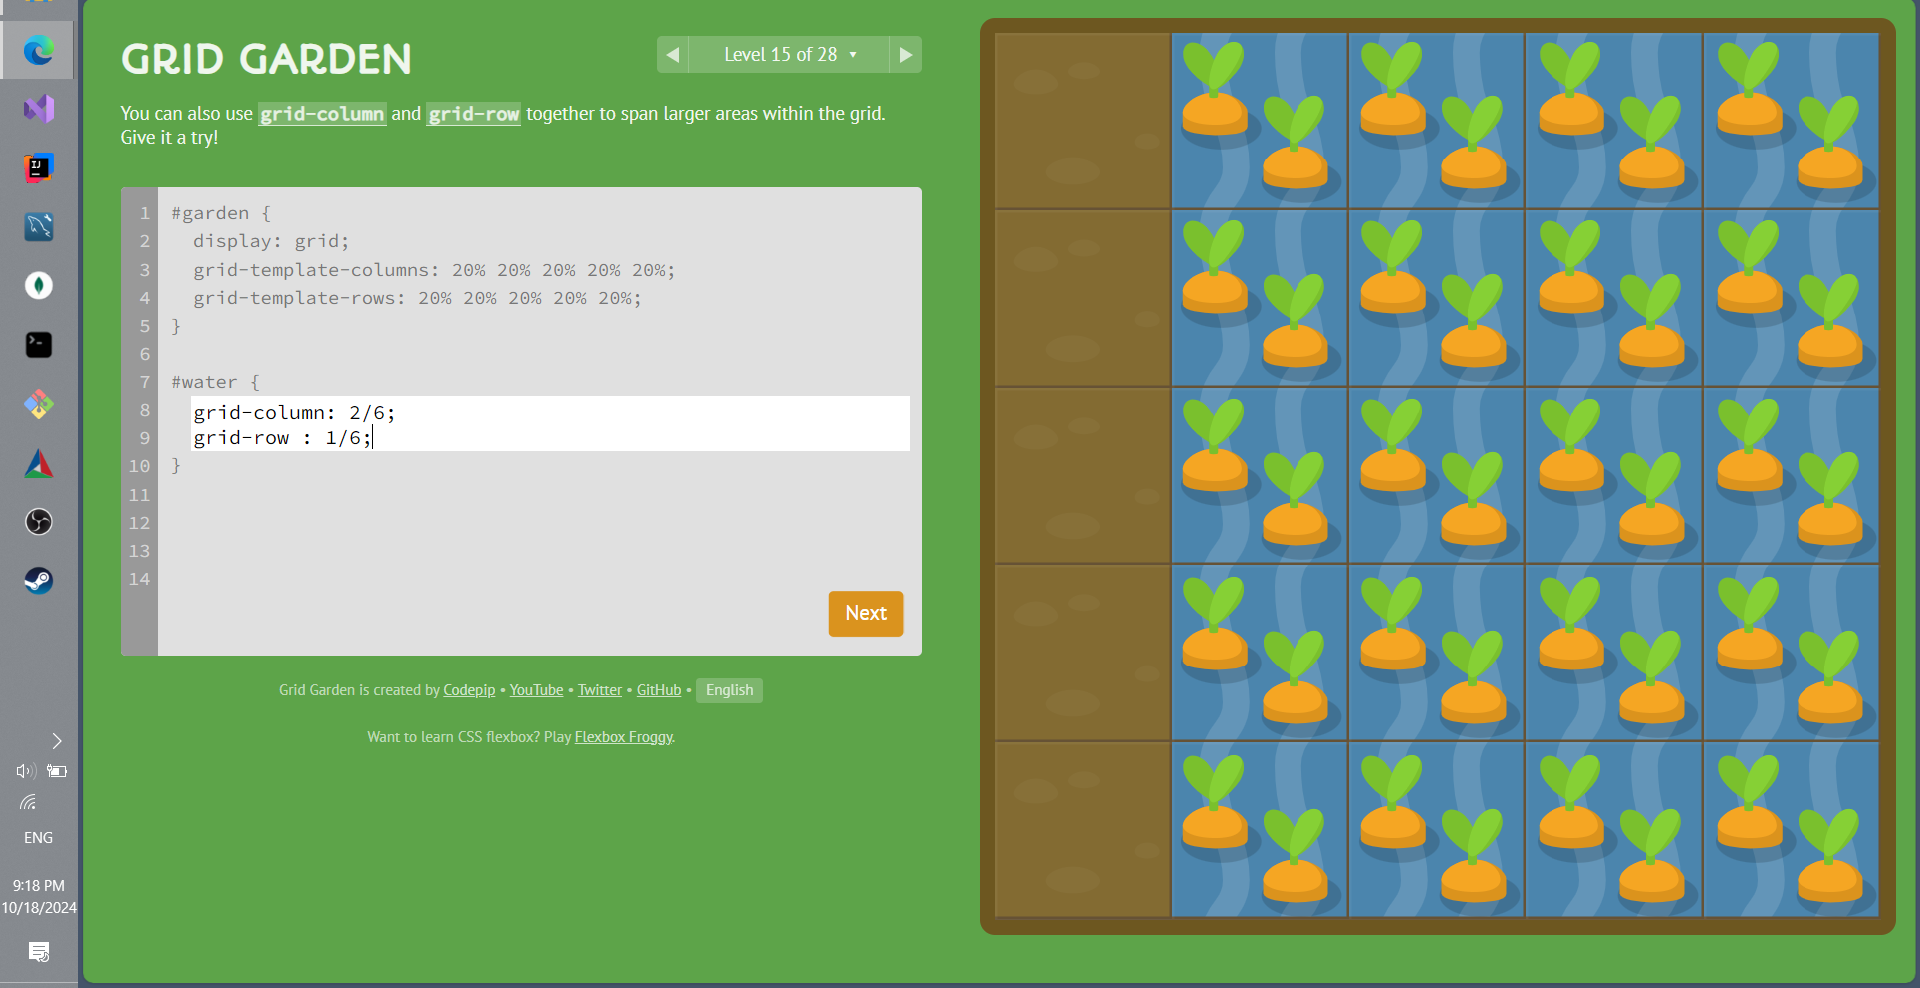 GRID GARDEN
◀ Level 15 of 28 ▼ ▶
You can also use grid-column and grid-row together to span larger areas within the grid.
Give it a try!
1 #garden {
2 display: grid;
3 grid-template-columns: 20% 20% 20% 20% 20%;
4 grid-template-rows: 20% 20% 20% 20% 20%;
5 }
6
7 #water {
8 grid-column: 2/6;
9 grid-row : 1/6;
10 }
11
12
13
14
Next
Grid Garden is created by Codepip • YouTube • Twitter • GitHub • English
Want to learn CSS flexbox? Play Flexbox Froggy.
IJ
ENG
9:18 PM
10/18/2024